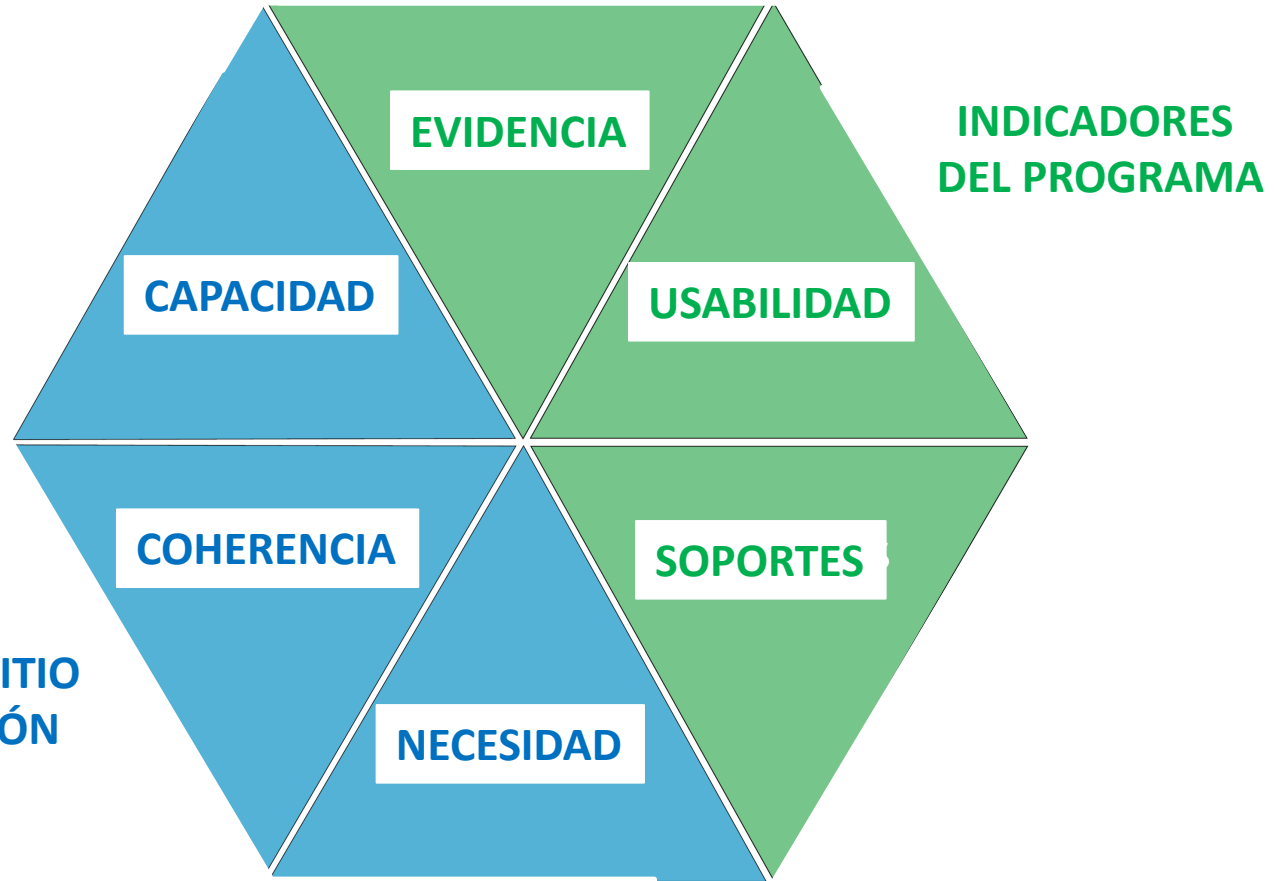 EVIDENCIA
INDICADORES
DEL PROGRAMA
CAPACIDAD
USABILIDAD
COHERENCIA
SOPORTES
ITIO
ÓN
NECESIDAD